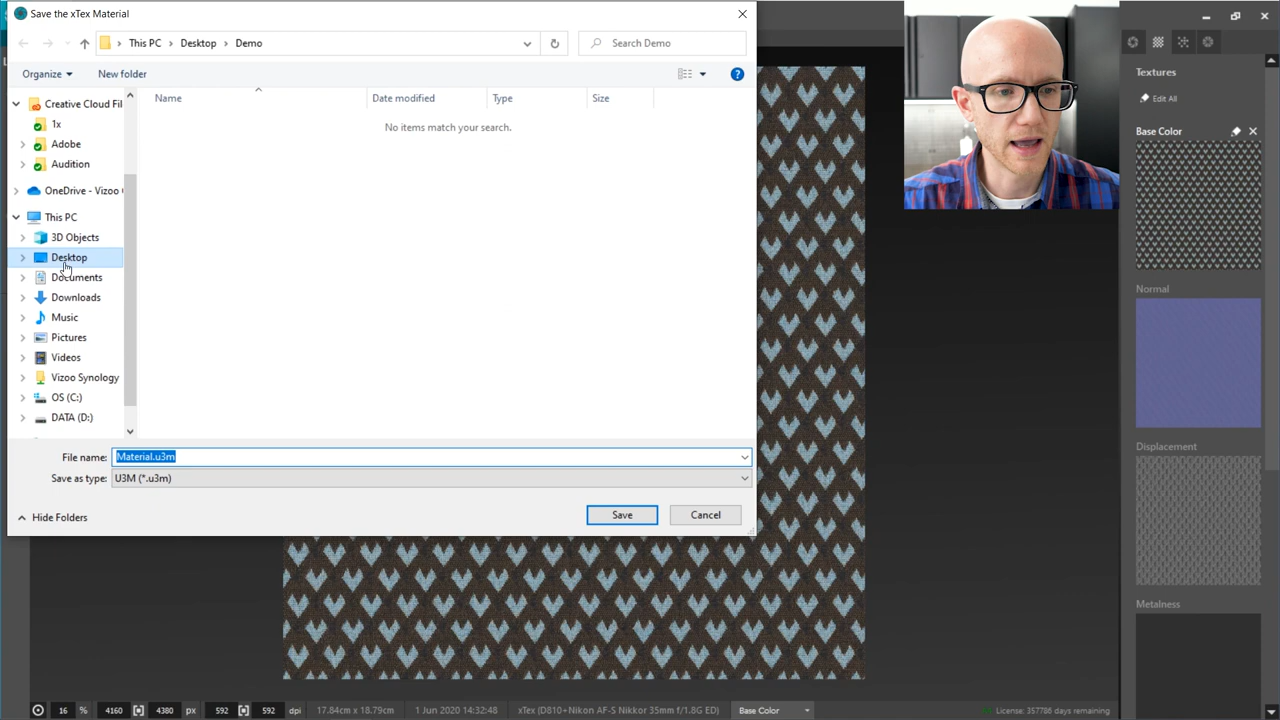 Save the xTex Material
This PC
Desktop
Demo
Search Demo
Organize
New folder
?
Name
Date modified
Type
Size
No items match your search.
Creative Cloud Fil
1x
Adobe
Audition
OneDrive - Vizoo
This PC
3D Objects
Desktop
Documents
Downloads
Music
Pictures
Videos
Vizoo Synology
OS (C:)
DATA (D:)
File name:
Material.u3m
Save as type:
U3M (*.u3m)
Hide Folders
Save
Cancel
Textures
Edit All
Base Color
Normal
Displacement
Metalness
16 %
4160
4380 px
592
592 dpi
17.84cm x 18.79cm
1 Jun 2020 14:32:48
xTex (D810+Nikon AF-S Nikkor 35mm f/1.8G ED)
Base Color
License: 357786 days remaining